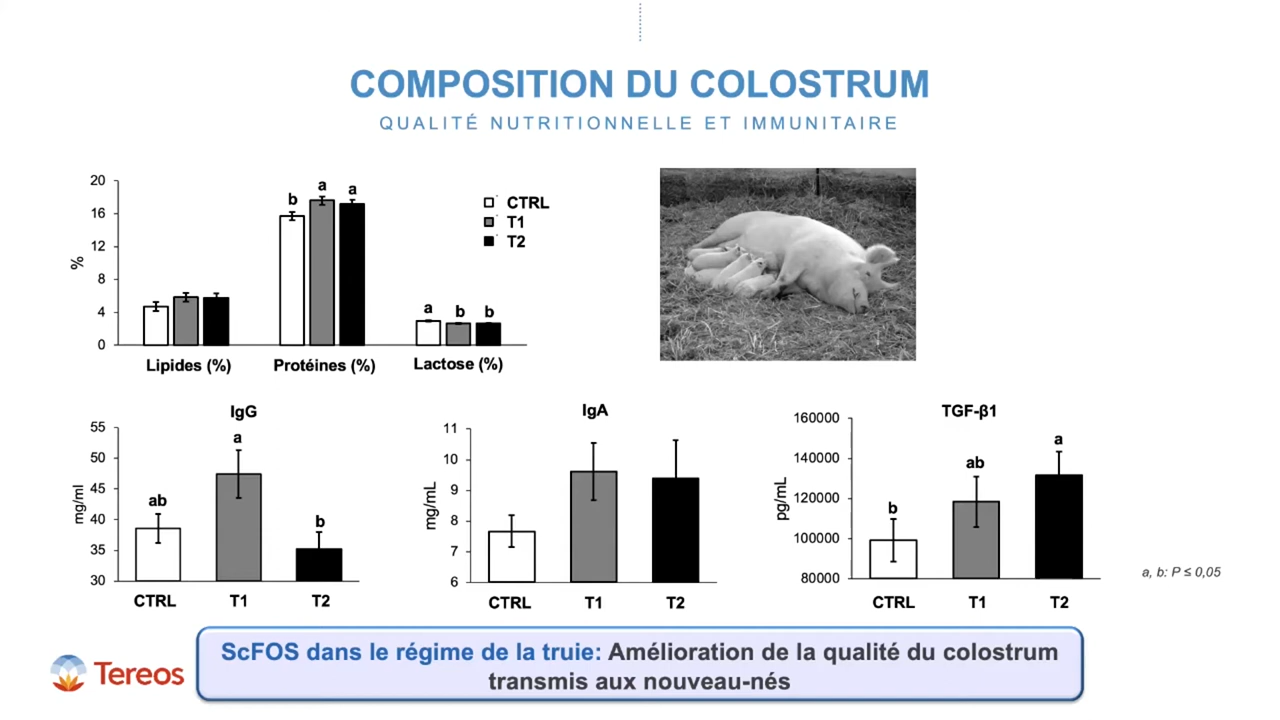 COMPOSITION DU COLOSTRUM
QUALITÉ NUTRITIONNELLE ET IMMUNITAIRE
20
16
12
8
4
0
%
b
a
a
a
b
b
Lipides (%)
Protéines (%)
Lactose (%)
CTRL
T1
T2
IgG
55
50
45
40
35
30
mg/ml
ab
a
b
CTRL
T1
T2
IgA
11
10
9
8
7
6
mg/mL
CTRL
T1
T2
TGF-β1
160000
140000
120000
100000
80000
pg/mL
b
ab
a
CTRL
T1
T2
a, b: P ≤ 0,05
Tereos
ScFOS dans le régime de la truie: Amélioration de la qualité du colostrum
transmis aux nouveau-nés